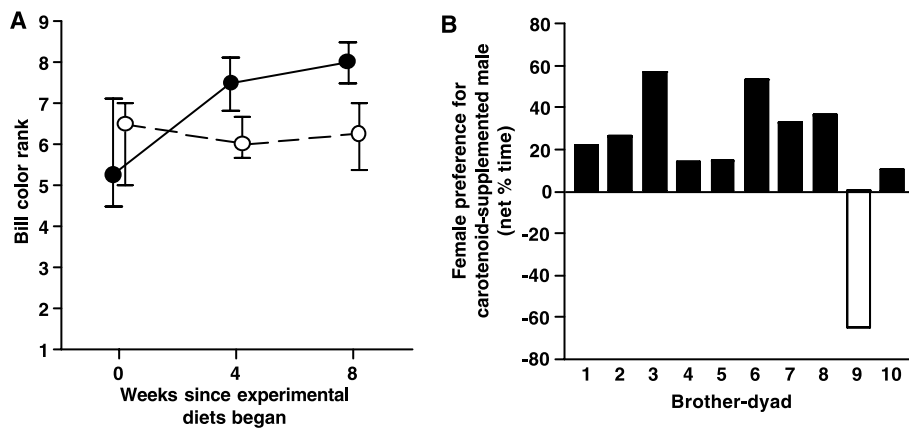 A
9
8
7
6
5
4
3
2
1
Bill color rank
0 4 8
Weeks since experimental
diets began
B
80
60
40
20
0
-20
-40
-60
-80
Female preference for
carotenoid-supplemented male
(net % time)
1 2 3 4 5 6 7 8 9 10
Brother-dyad